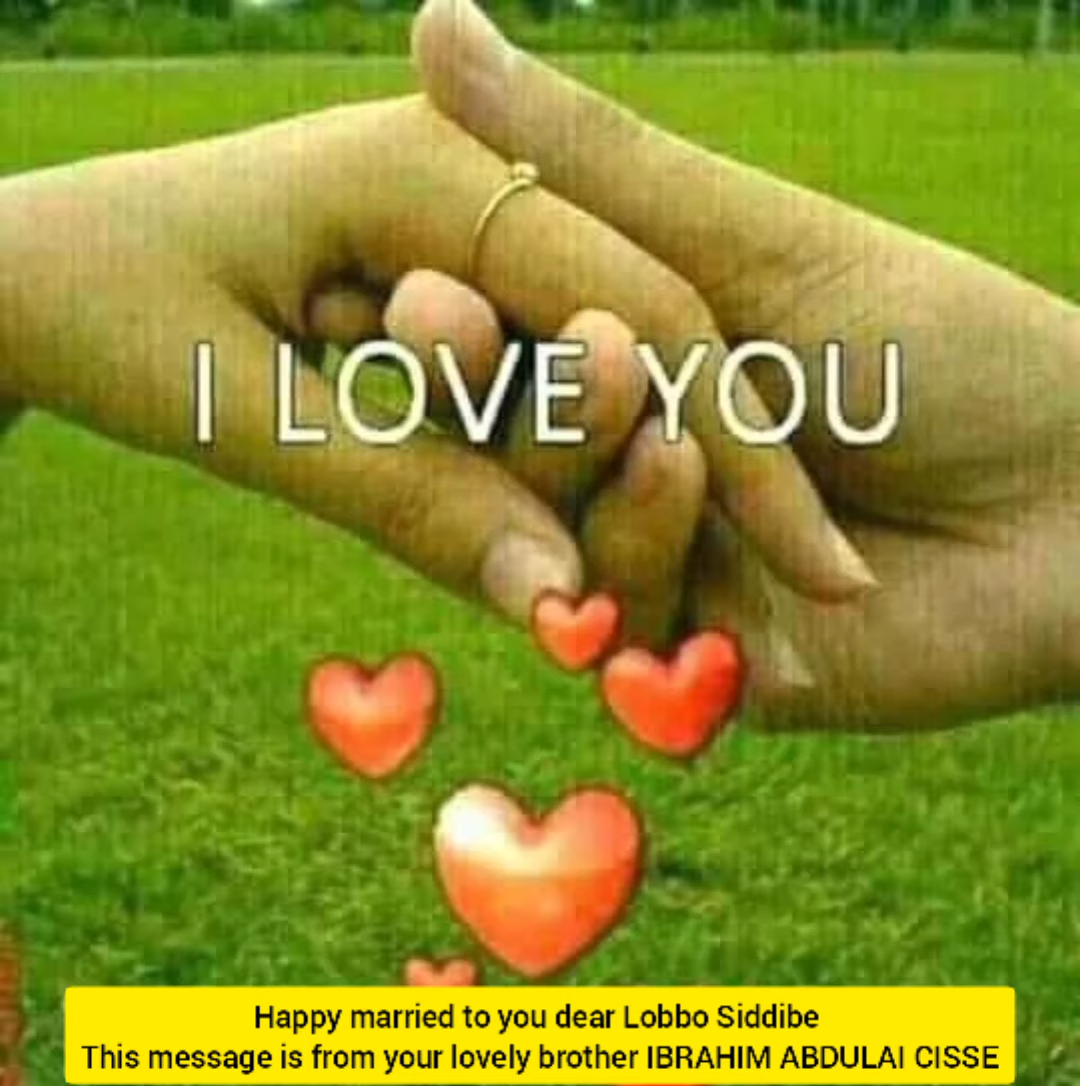 I LOVE YOU
Happy married to you dear Lobbo Siddibe
This message is from your lovely brother IBRAHIM ABDULAI CISSE